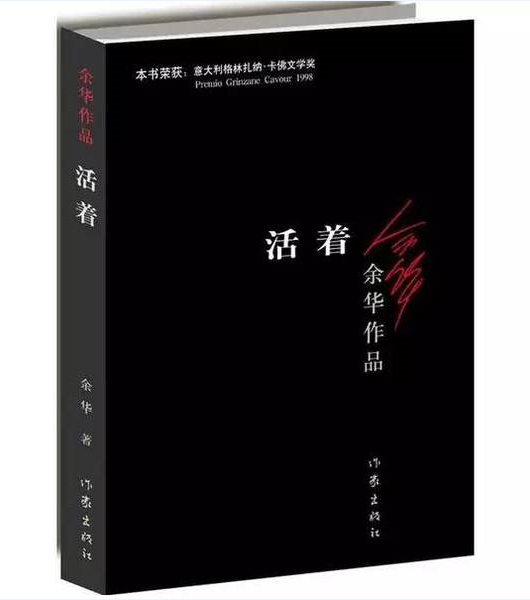 本书荣获：意大利格林扎纳·卡佛文学奖
Premio Grinzane Cavour 1998
活着
余华
余华作品
作家出版社
余华作品
活着
余华 著
作家出版社